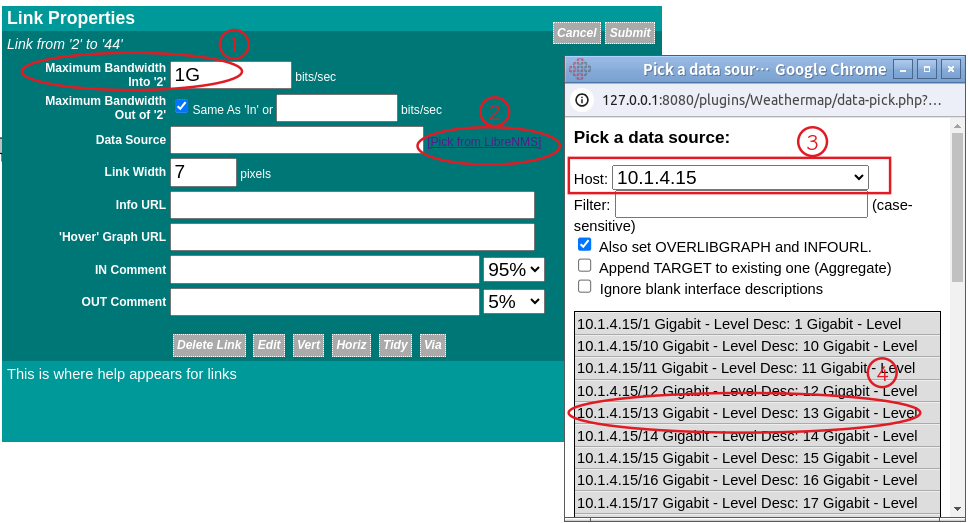 Link Properties
Cancel Submit
Link from '2' to '44'
1
Maximum Bandwidth
Into '2'
1G bits/sec
Maximum Bandwidth
Out of '2'
Same As 'In' or bits/sec
2
Data Source [Pick from LibreNMS]
Link Width 7 pixels
Info URL
'Hover' Graph URL
IN Comment 95%
OUT Comment 5%
Delete Link Edit Vert Horiz Tidy Via
This is where help appears for links
Pick a data sour··· Google Chrome
127.0.0.1:8080/plugins/Weathermap/data-pick.php?...
Pick a data source:
3
Host: 10.1.4.15
Filter: (case-
sensitive)
Also set OVERLIBGRAPH and INFOURL.
Append TARGET to existing one (Aggregate)
Ignore blank interface descriptions
10.1.4.15/1 Gigabit - Level Desc: 1 Gigabit - Level
10.1.4.15/10 Gigabit - Level Desc: 10 Gigabit - Level
10.1.4.15/11 Gigabit - Level Desc: 11 Gigabit - Level
4
10.1.4.15/12 Gigabit - Level Desc: 12 Gigabit - Level
10.1.4.15/13 Gigabit - Level Desc: 13 Gigabit - Level
10.1.4.15/14 Gigabit - Level Desc: 14 Gigabit - Level
10.1.4.15/15 Gigabit - Level Desc: 15 Gigabit - Level
10.1.4.15/16 Gigabit - Level Desc: 16 Gigabit - Level
10.1.4.15/17 Gigabit - Level Desc: 17 Gigabit - Level